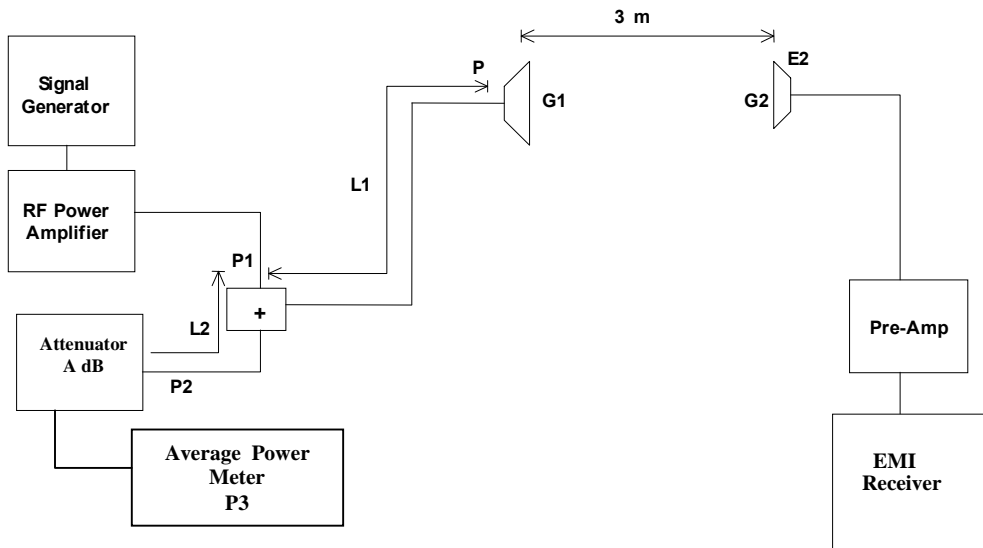 3 m
P
E2
Signal
Generator
G1
G2
L1
RF Power
Amplifier
P1
+
L2
Attenuator
A dB
P2
Pre-Amp
Average Power
Meter
P3
EMI
Receiver